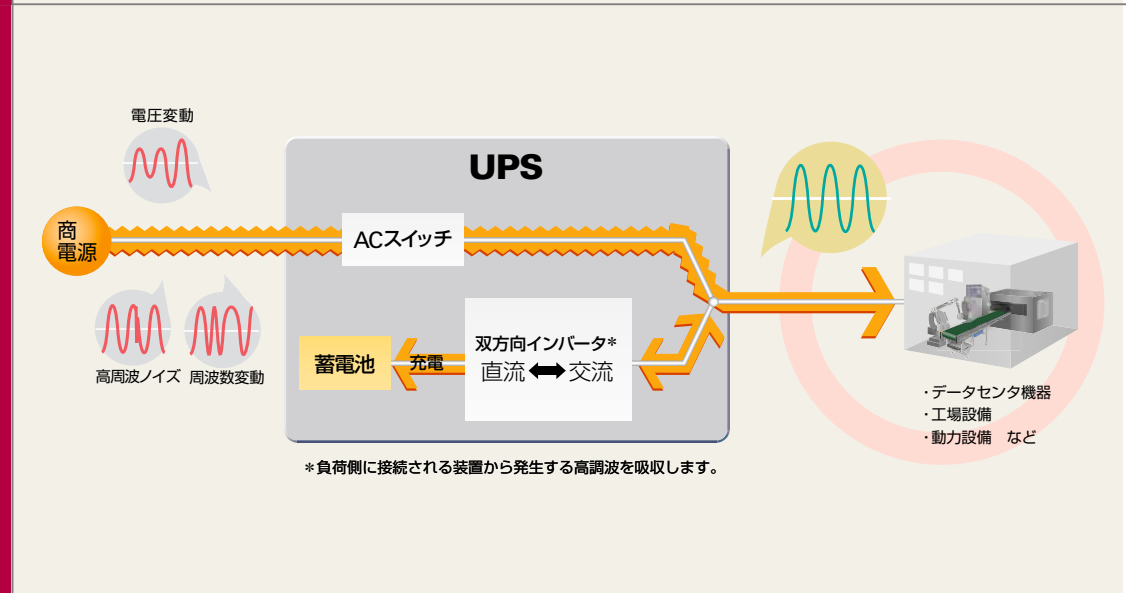 電圧変動
UPS
商
電源
ACスイッチ
高周波ノイズ
周波数変動
蓄電池
充電
双方向インバータ*
直流⬌交流
・データセンタ機器
・工場設備
・動力設備 など
*負荷側に接続される装置から発生する高調波を吸収します。